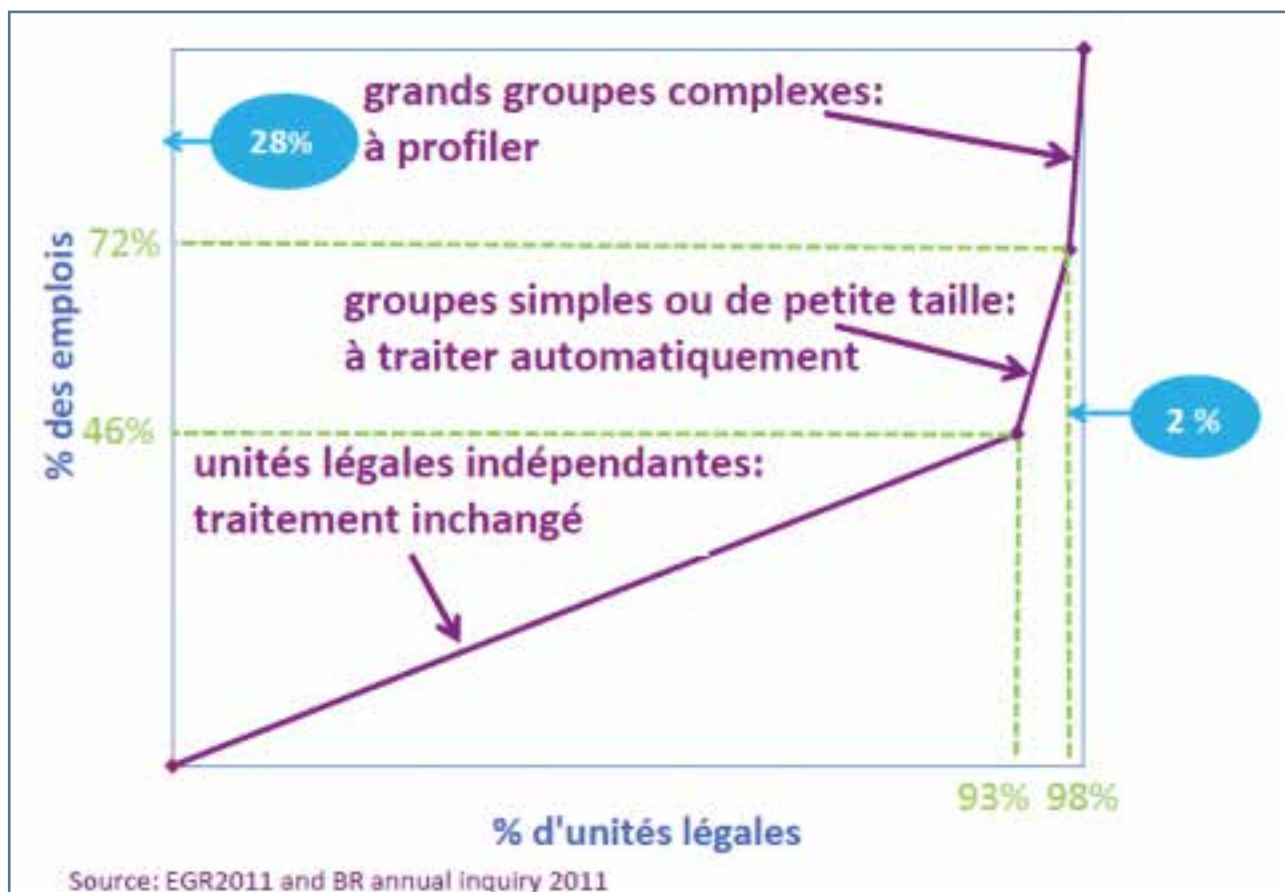 grands groupes complexes:
à profiler
28%
72%
groupes simples ou de petite taille:
à traiter automatiquement
% des emplois
46%
2 %
unités légales indépendantes:
traitement inchangé
93% 98%
% d'unités légales
Source: EGR2011 and BR annual inquiry 2011